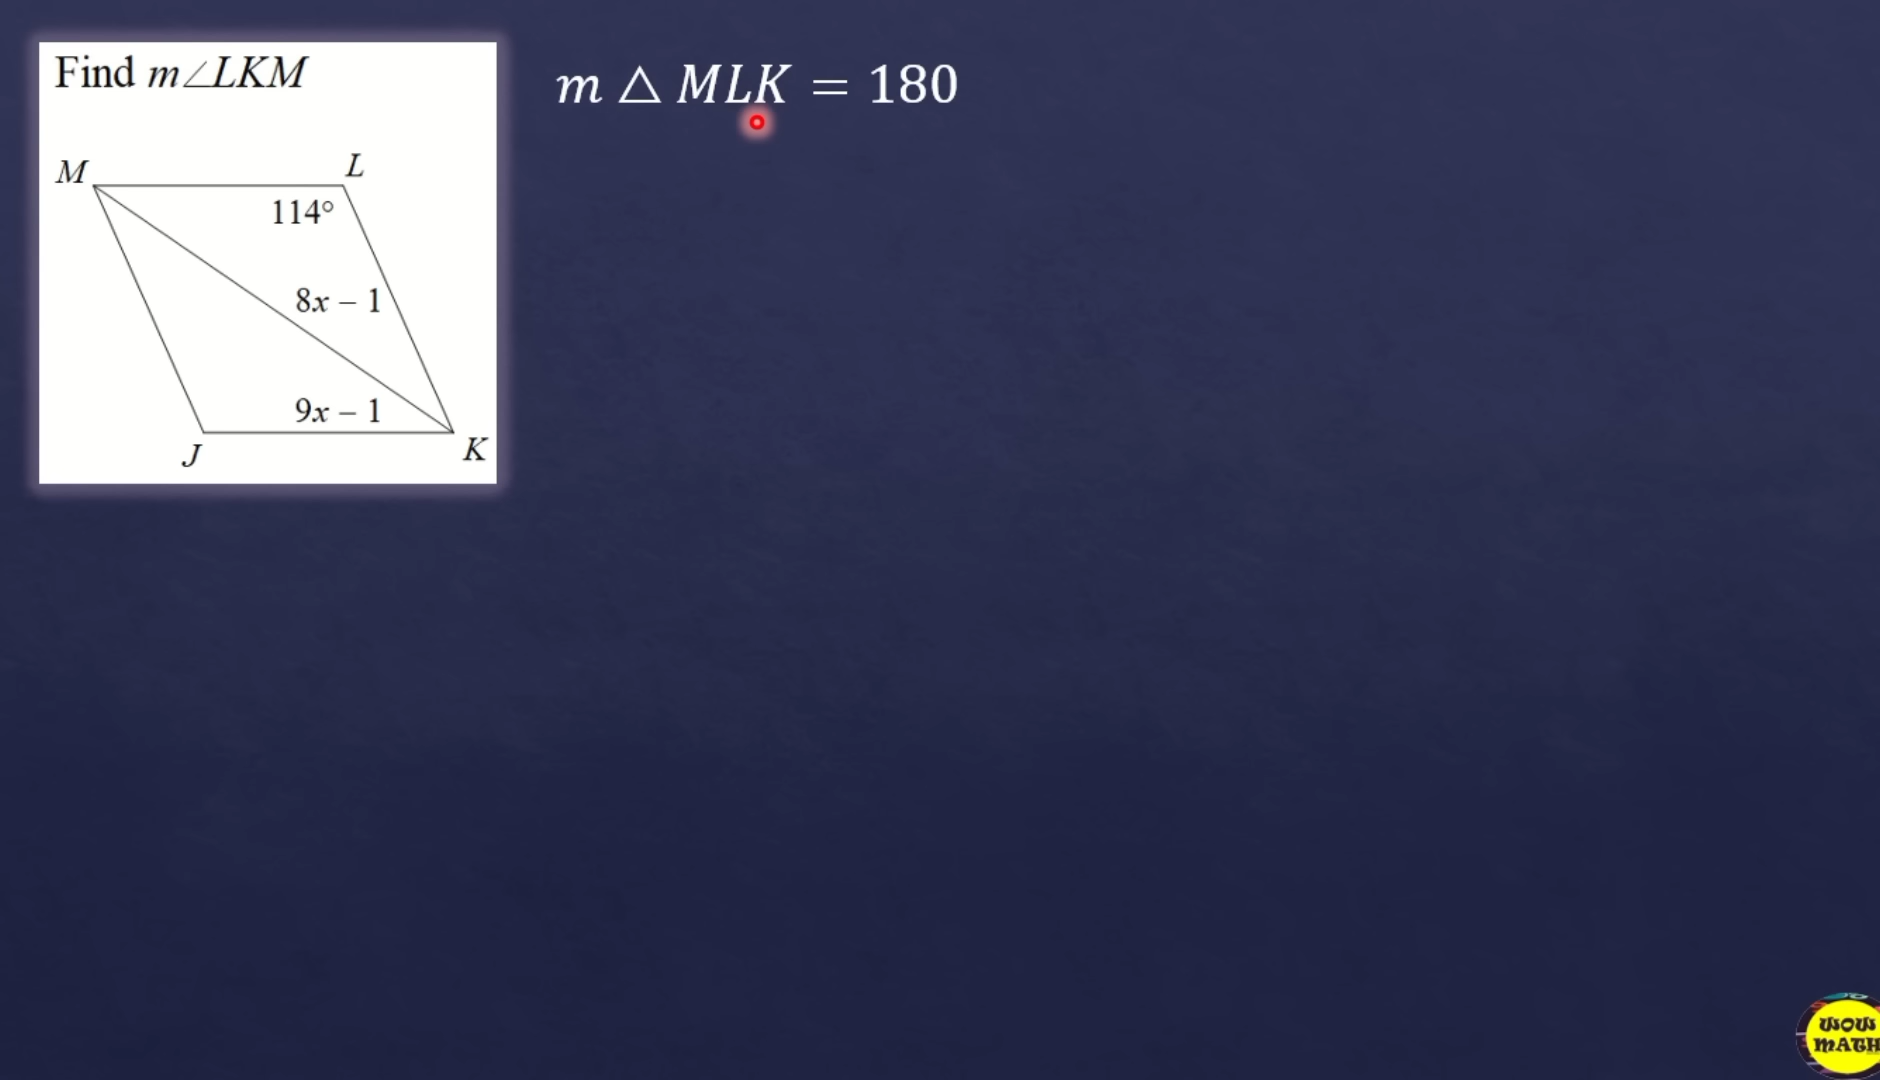 Find m∠LKM
m △ MLK = 180
M
L
114°
8x – 1
9x – 1
J
K
WOW
MATH